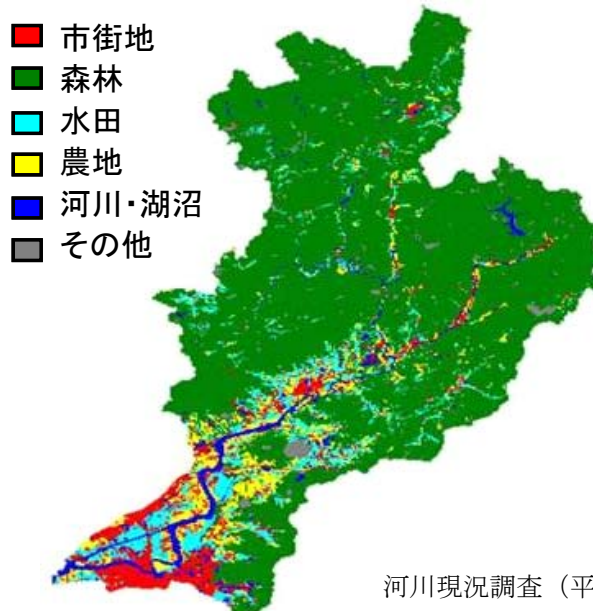 市街地
森林
水田
農地
河川・湖沼
その他
河川現況調査（平